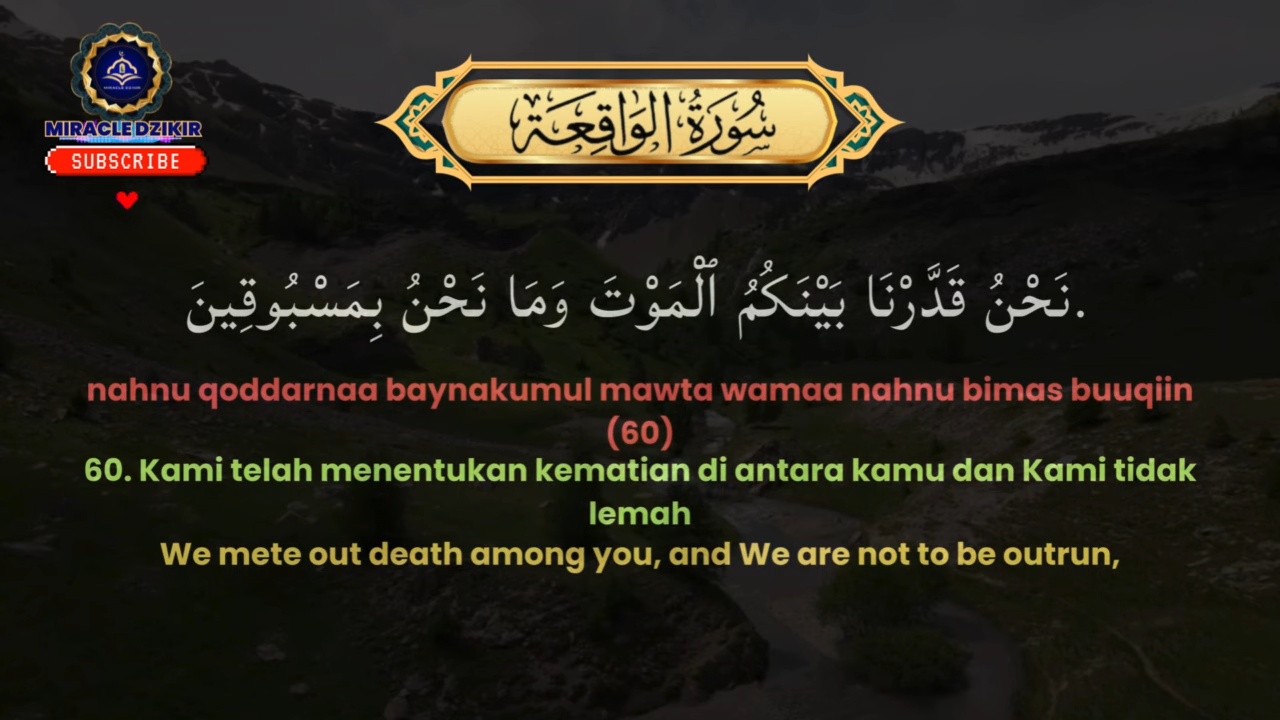 MIRACLE DZIKIR
SUBSCRIBE
سُورَةُ الوَاقِعَة
نَحْنُ قَدَّرْنَا بَيْنَكُمُ ٱلْمَوْتَ وَمَا نَحْنُ بِمَسْبُوقِينَ.
nahnu qoddarnaa baynakumul mawta wamaa nahnu bimas buuqiin
(60)
60. Kami telah menentukan kematian di antara kamu dan Kami tidak
lemah
We mete out death among you, and We are not to be outrun,